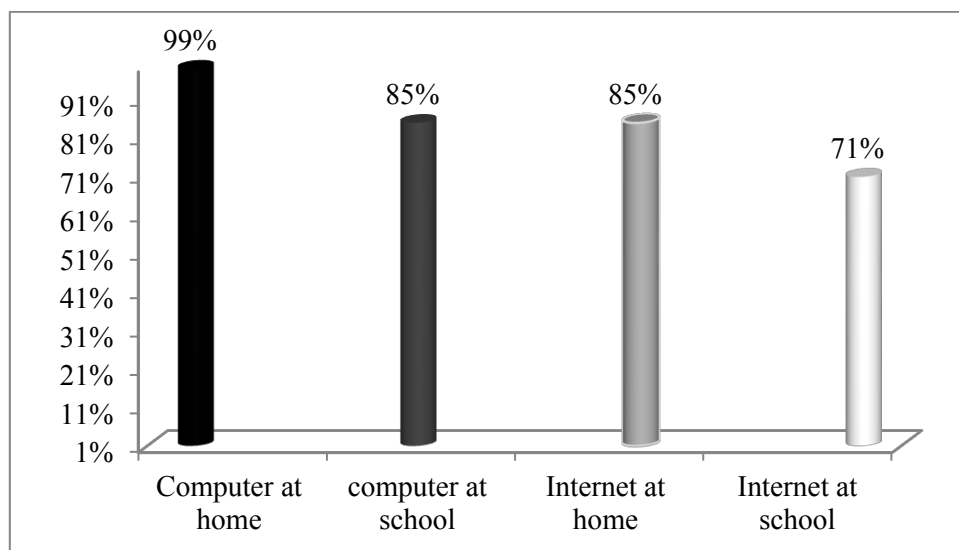 99%
85%
85%
71%
91%
81%
71%
61%
51%
41%
31%
21%
11%
1%
Computer at
home
computer at
school
Internet at
home
Internet at
school